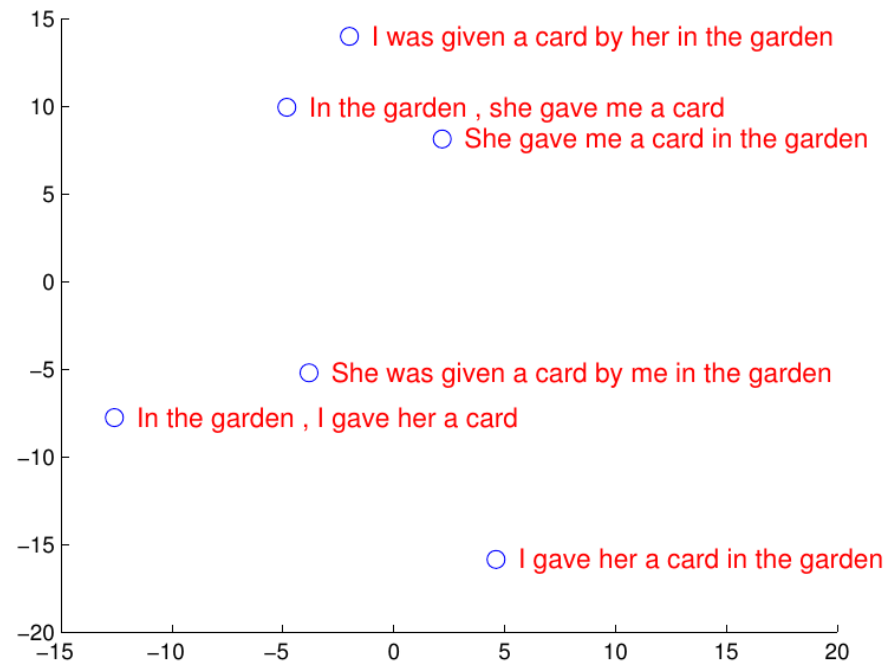 15
I was given a card by her in the garden
10
In the garden , she gave me a card
She gave me a card in the garden
5
0
−5
She was given a card by me in the garden
In the garden , I gave her a card
−10
−15
I gave her a card in the garden
−20
−15 −10 −5 0 5 10 15 20